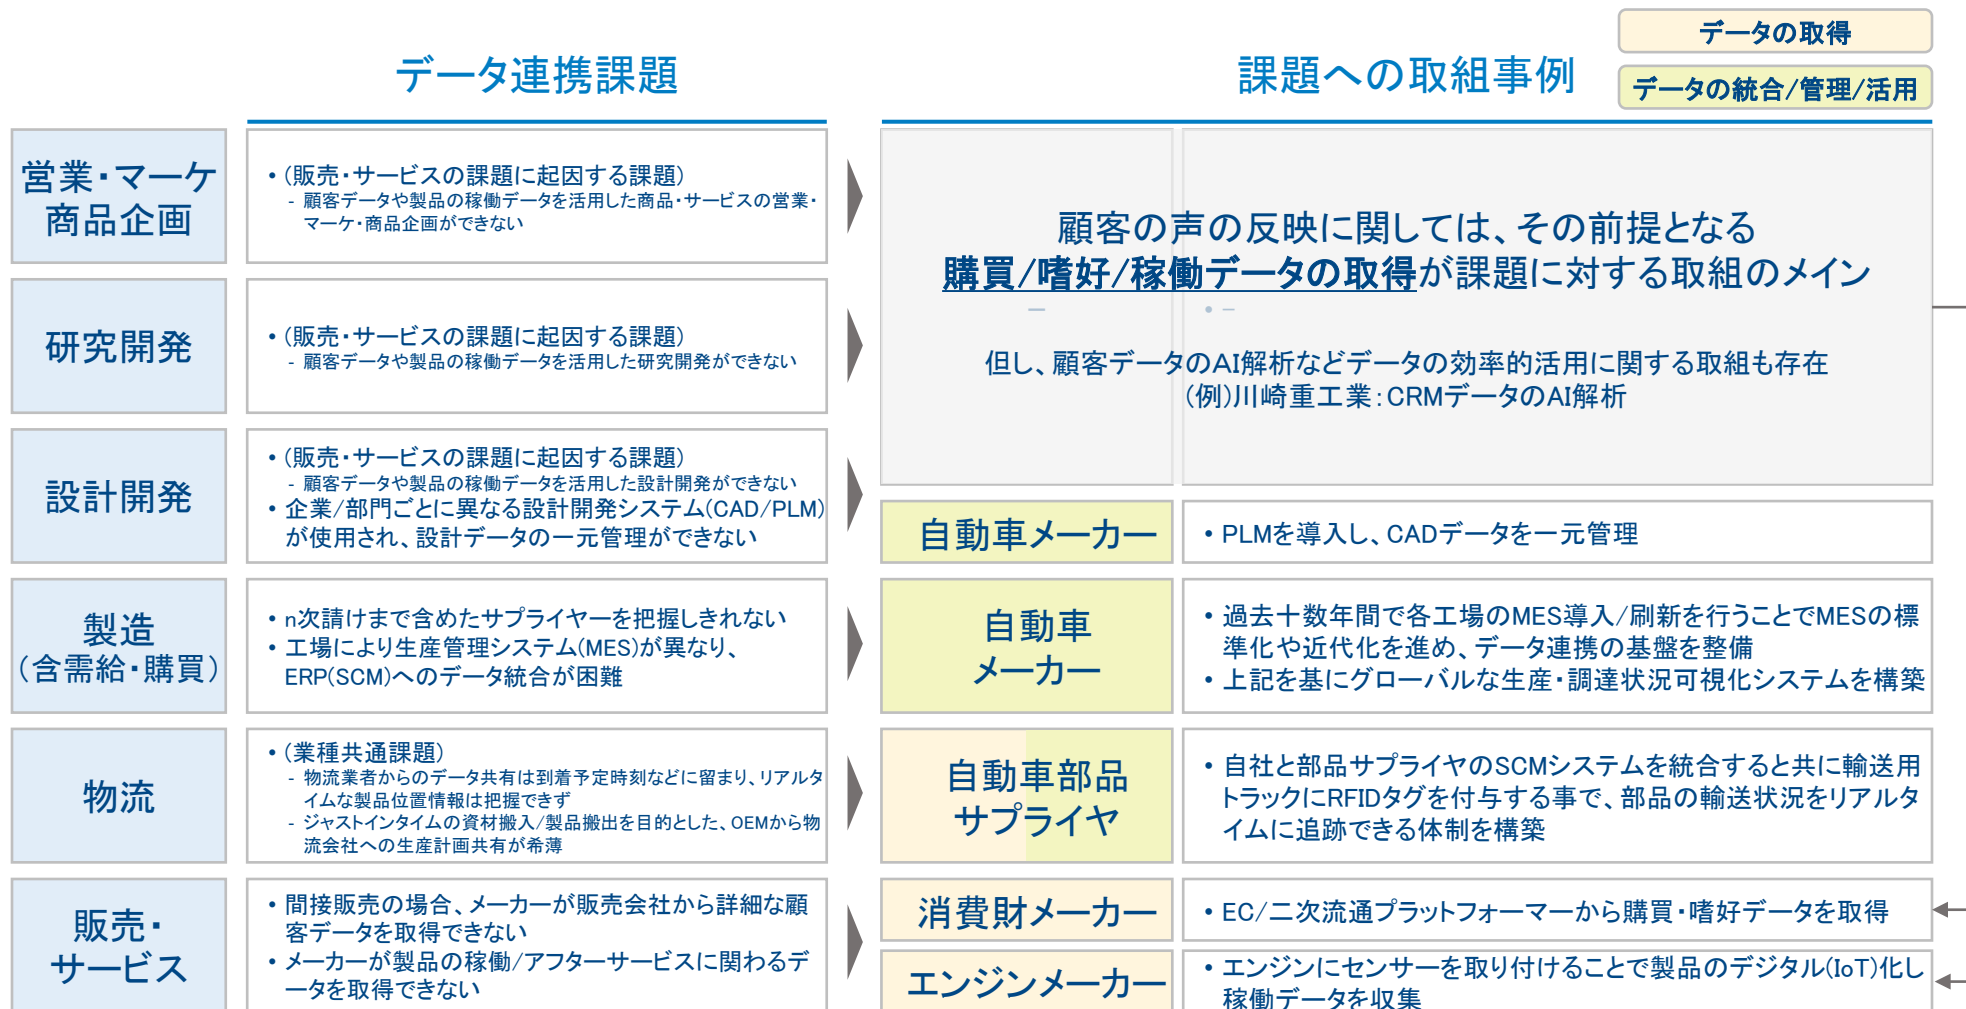 データの取得
データの統合/管理/活用
データ連携課題
課題への取組事例
営業・マーケ
商品企画
• (販売・サービスの課題に起因する課題)
- 顧客データや製品の稼働データを活用した商品・サービスの営業・
マーケ・商品企画ができない
顧客の声の反映に関しては、その前提となる
購買/嗜好/稼働データの取得が課題に対する取組のメイン
但し、顧客データのAI解析などデータの効率的活用に関する取組も存在
(例)川崎重工業：CRMデータのAI解析
研究開発
• (販売・サービスの課題に起因する課題)
- 顧客データや製品の稼働データを活用した研究開発ができない
設計開発
• (販売・サービスの課題に起因する課題)
- 顧客データや製品の稼働データを活用した設計開発ができない
• 企業/部門ごとに異なる設計開発システム(CAD/PLM)
が使用され、設計データの一元管理ができない
自動車メーカー
• PLMを導入し、CADデータを一元管理
製造
(含需給・購買)
• n次請けまで含めたサプライヤーを把握しきれない
• 工場により生産管理システム(MES)が異なり、
ERP(SCM)へのデータ統合が困難
自動車
メーカー
• 過去十数年間で各工場のMES導入/刷新を行うことでMESの標
準化や近代化を進め、データ連携の基盤を整備
• 上記を基にグローバルな生産・調達状況可視化システムを構築
物流
• (業種共通課題)
- 物流業者からのデータ共有は到着予定時刻などに留まり、リアルタ
イムな製品位置情報は把握できず
- ジャストインタイムの資材搬入/製品搬出を目的とした、OEMから物
流会社への生産計画共有が希薄
自動車部品
サプライヤ
• 自社と部品サプライヤのSCMシステムを統合すると共に輸送用
トラックにRFIDタグを付与する事で、部品の輸送状況をリアルタ
イムに追跡できる体制を構築
販売・
サービス
• 間接販売の場合、メーカーが販売会社から詳細な顧
客データを取得できない
• メーカーが製品の稼働/アフターサービスに関わるデ
ータを取得できない
消費財メーカー
• EC/二次流通プラットフォーマーから購買・嗜好データを取得
エンジンメーカー
• エンジンにセンサーを取り付けることで製品のデジタル(IoT)化し
稼働データを収集